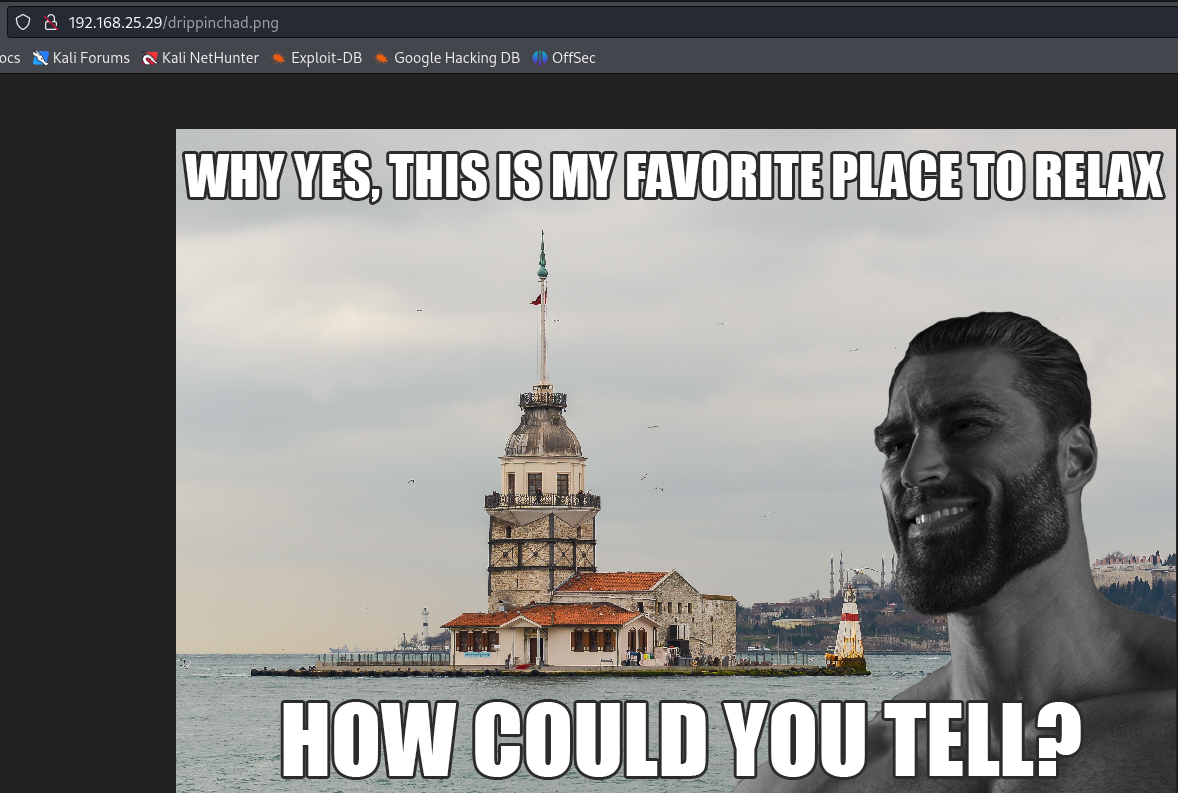 192.168.25.29/drippinchad.png
ocs Kali Forums Kali NetHunter Exploit-DB Google Hacking DB OffSec
WHY YES, THIS IS MY FAVORITE PLACE TO RELAX
HOW COULD YOU TELL?